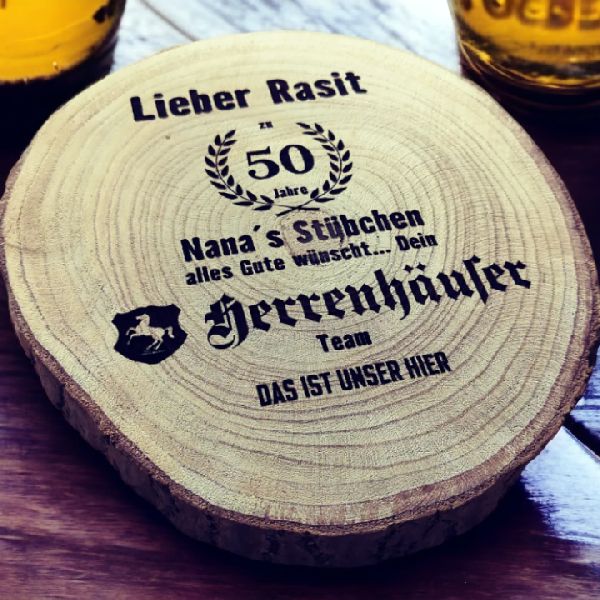 Lieber Rasit
zu
50
Jahre
Nana´s Stübchen
alles Gute wünscht... Dein
Herrenhäuser
Team
DAS IST UNSER HIER